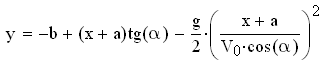 y = −b + (x + a)tg(α) − g/2·((x + a)/(V₀·cos(α)))²